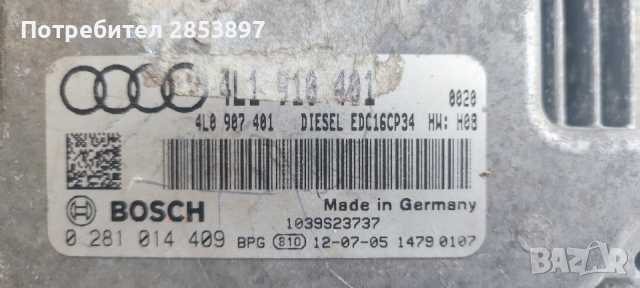 Потребител 2853897
4L1 910 401
0020
4L0 907 401 DIESEL EDC16CP34 HW: H08
BOSCH
Made in Germany
1039S23737
0 281 014 409 BPG 810 12-07-05 1479 0107
БАЗАР